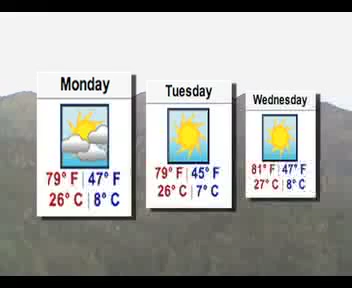 Monday
79° F | 47° F
26° C | 8° C
Tuesday
79° F | 45° F
26° C | 7° C
Wednesday
81° F | 47° F
27° C | 8° C